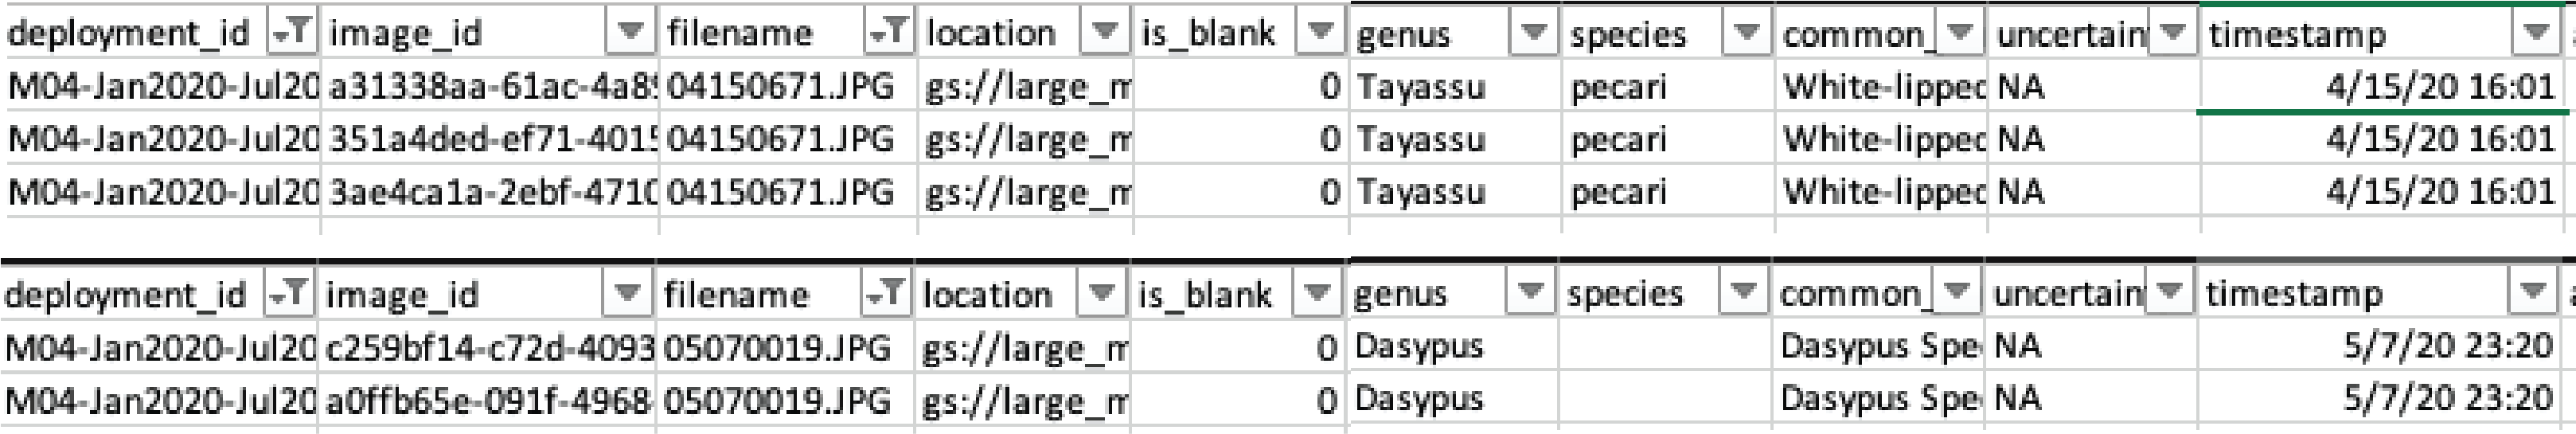 deployment_id image_id filename location is_blank genus species common_ uncertain timestamp
M04-Jan2020-Jul20 a31338aa-61ac-4a89 04150671.JPG gs://large_m 0 Tayassu pecari White-lipped NA 4/15/20 16:01
M04-Jan2020-Jul20 351a4ded-ef71-4015 04150671.JPG gs://large_m 0 Tayassu pecari White-lipped NA 4/15/20 16:01
M04-Jan2020-Jul20 3ae4ca1a-2ebf-4710 04150671.JPG gs://large_m 0 Tayassu pecari White-lipped NA 4/15/20 16:01
deployment_id image_id filename location is_blank genus species common_ uncertain timestamp
M04-Jan2020-Jul20 c259bf14-c72d-4093 05070019.JPG gs://large_m 0 Dasypus Dasypus Spe NA 5/7/20 23:20
M04-Jan2020-Jul20 a0ffb65e-091f-4968 05070019.JPG gs://large_m 0 Dasypus Dasypus Spe NA 5/7/20 23:20